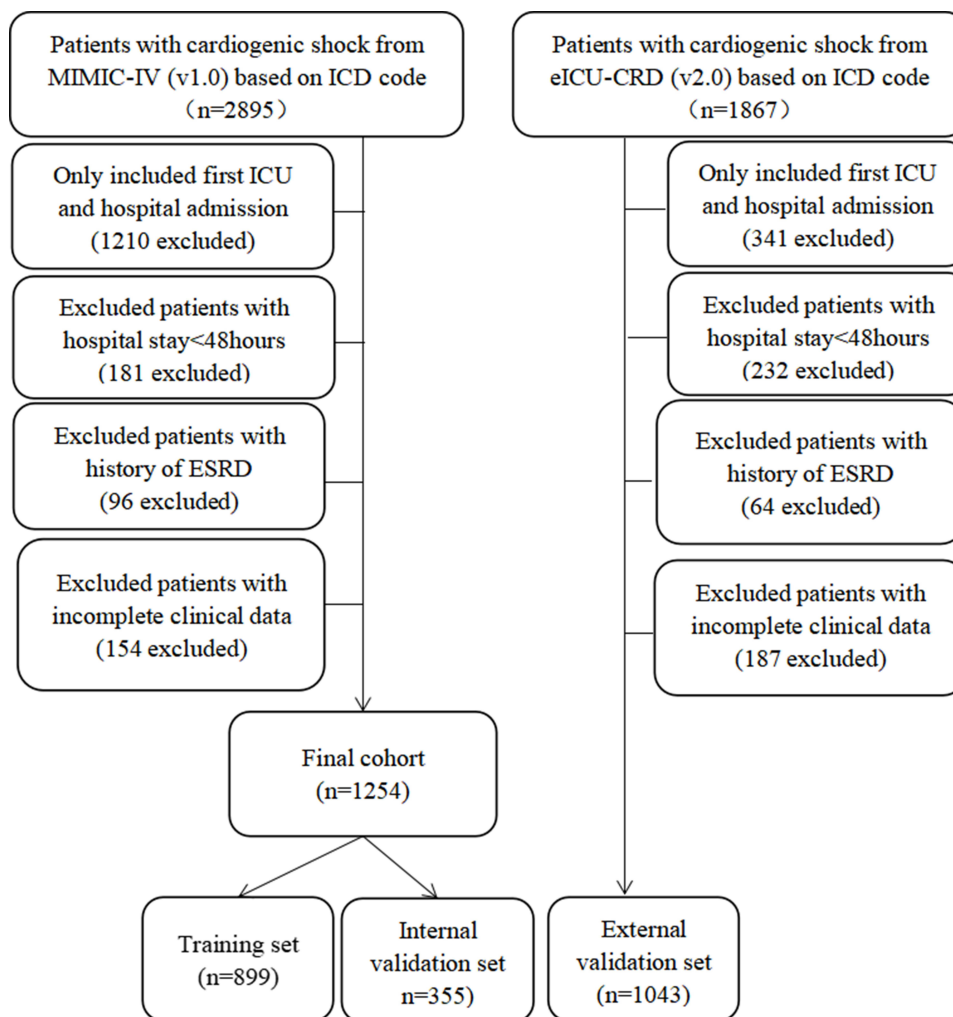 Patients with cardiogenic shock from
MIMIC-IV (v1.0) based on ICD code
（n=2895）
Only included first ICU
and hospital admission
(1210 excluded)
Excluded patients with
hospital stay<48hours
(181 excluded)
Excluded patients with
history of ESRD
(96 excluded)
Excluded patients with
incomplete clinical data
(154 excluded)
Final cohort
(n=1254)
Training set
(n=899)
Internal
validation set
n=355)
Patients with cardiogenic shock from
eICU-CRD (v2.0) based on ICD code
（n=1867）
Only included first ICU
and hospital admission
(341 excluded)
Excluded patients with
hospital stay<48hours
(232 excluded)
Excluded patients with
history of ESRD
(64 excluded)
Excluded patients with
incomplete clinical data
(187 excluded)
External
validation set
(n=1043)